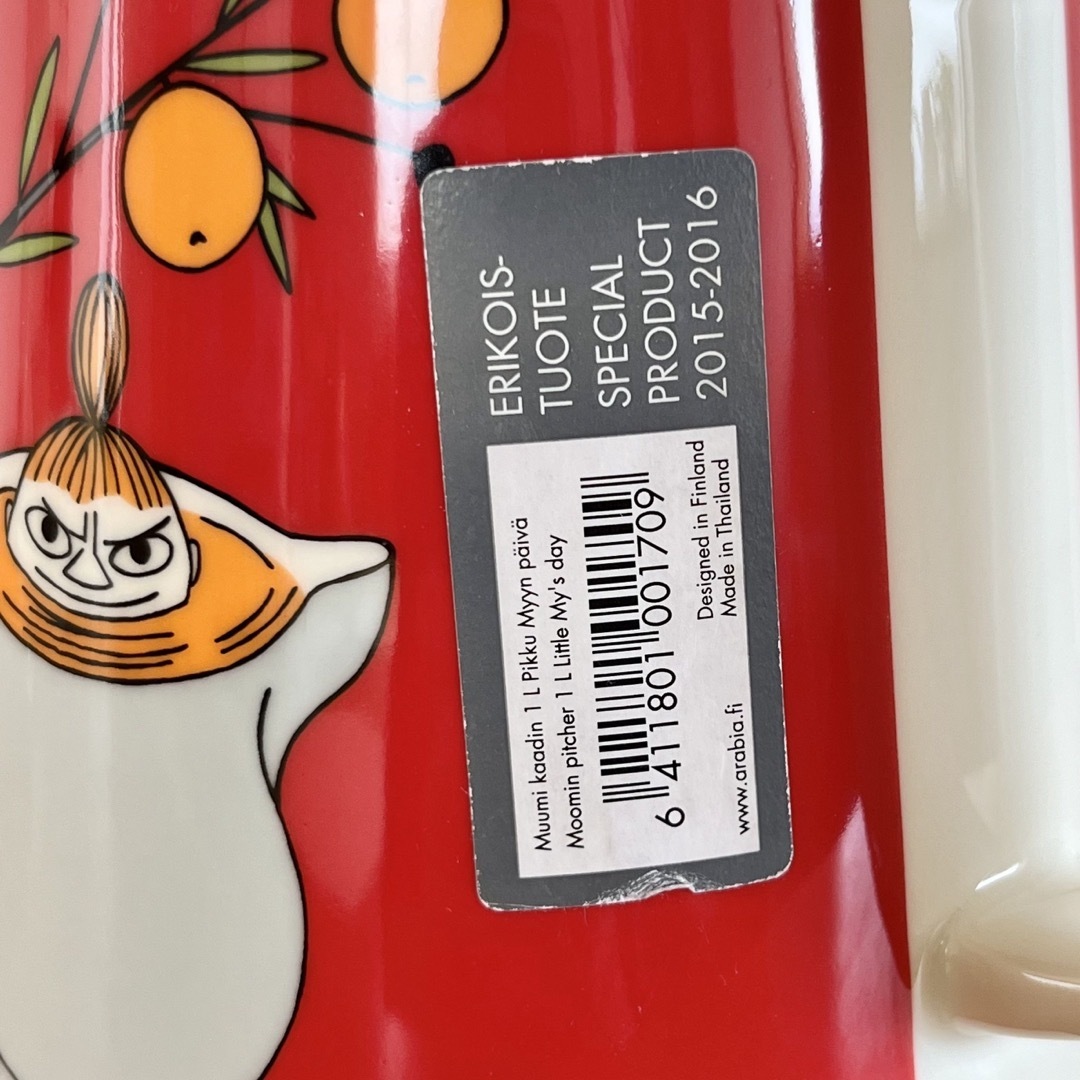 ERIKOIS-
TUOTE
SPECIAL
PRODUCT
2015-2016
Muumi kaadin 1 L Pikku Myyn päivä
Moomin pitcher 1 L Little My's day
6 411801 001709
Designed in Finland
Made in Thailand
www.arabia.fi